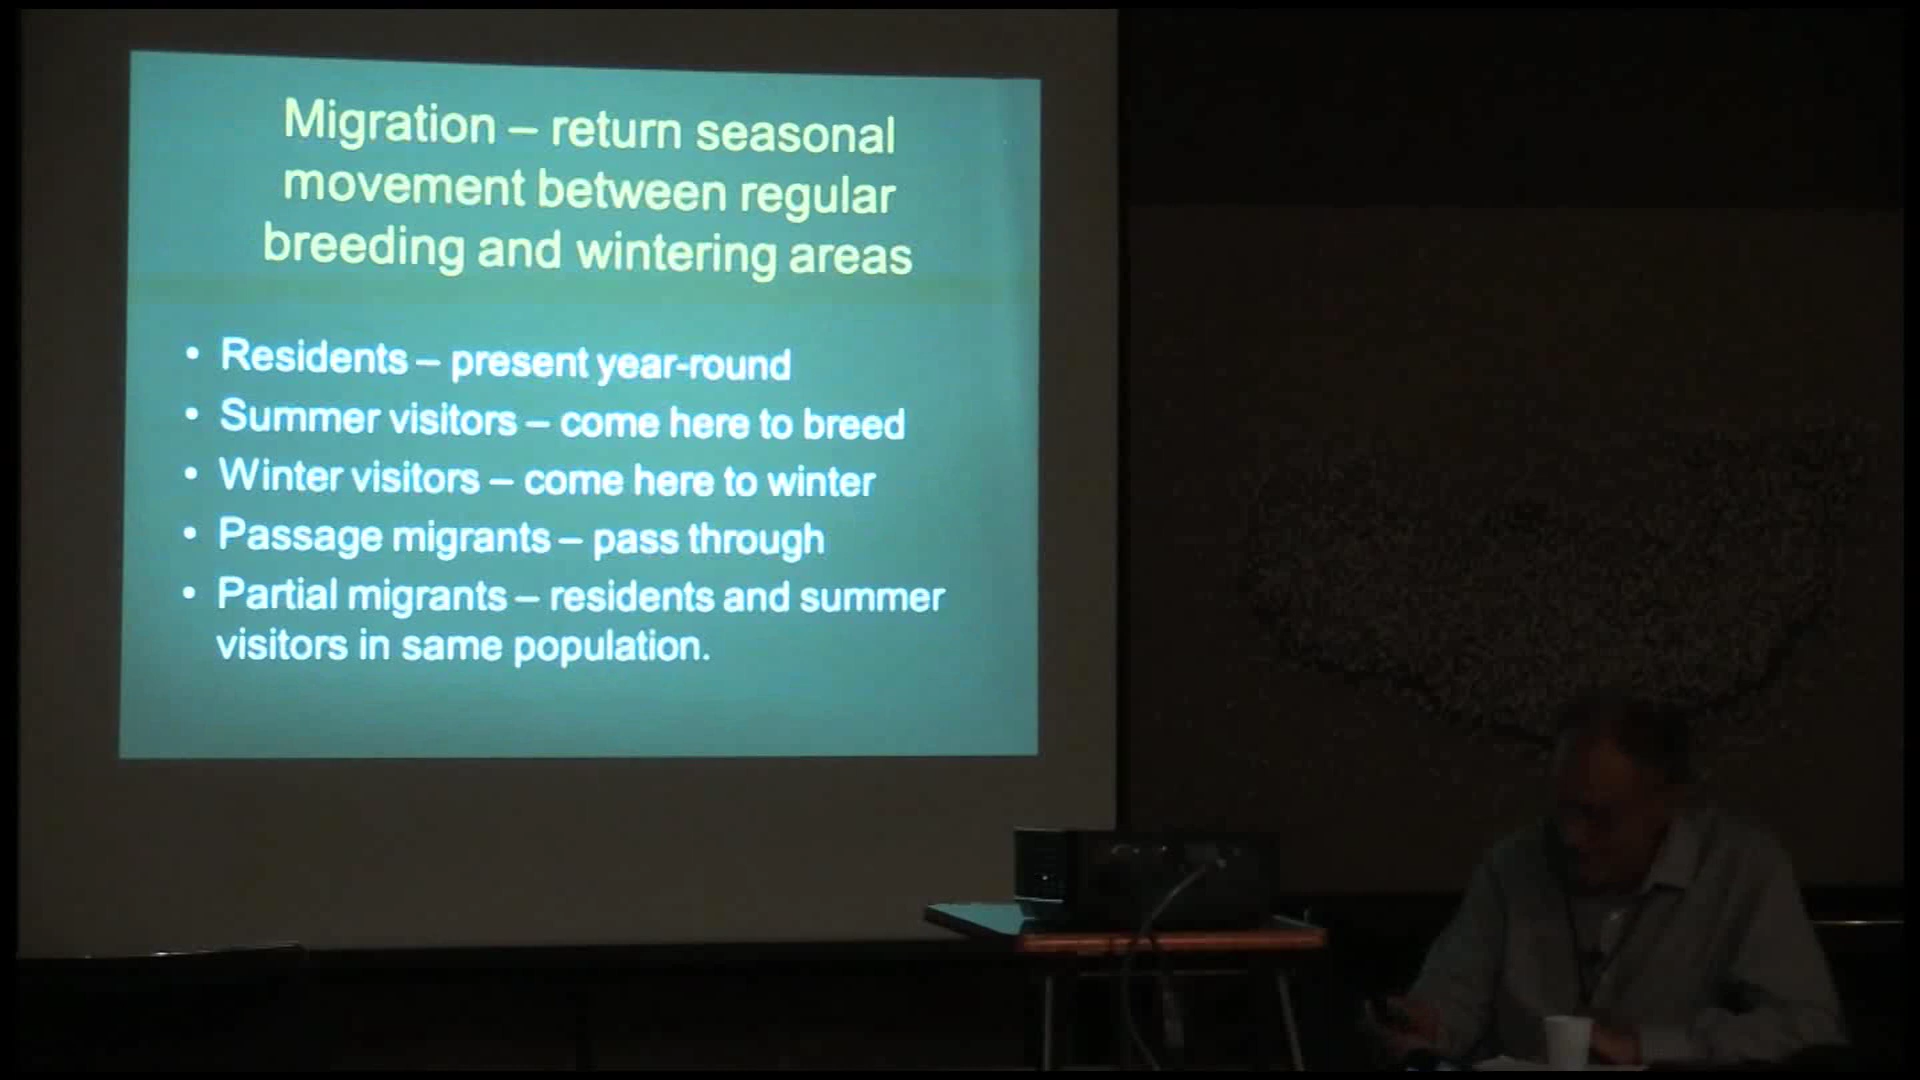 Migration – return seasonal
movement between regular
breeding and wintering areas
• Residents – present year-round
• Summer visitors – come here to breed
• Winter visitors – come here to winter
• Passage migrants – pass through
• Partial migrants – residents and summer
visitors in same population.